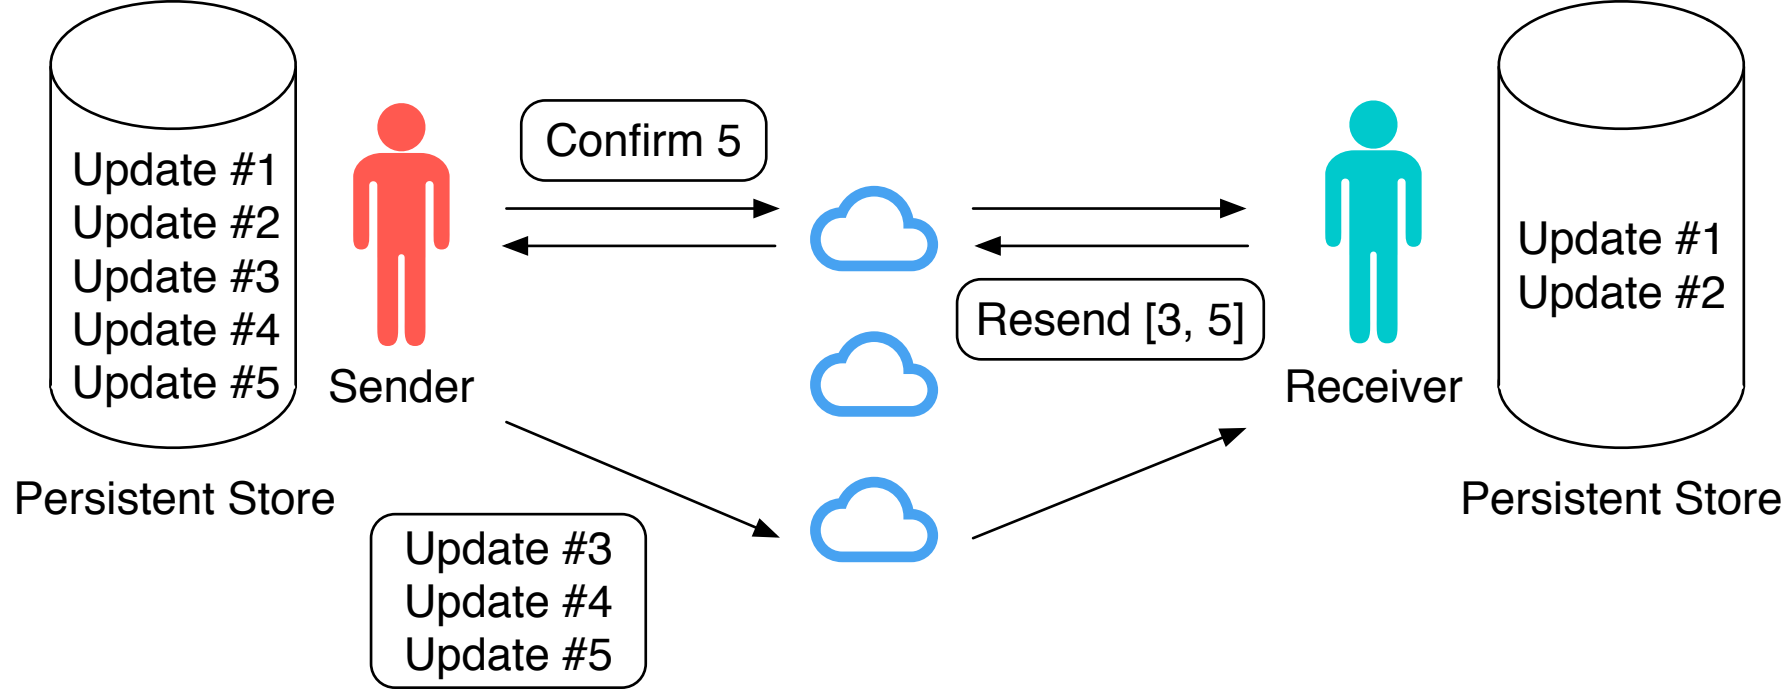 Update #1
Update #2
Update #3
Update #4
Update #5
Persistent Store
Sender
Confirm 5
Resend [3, 5]
Update #3
Update #4
Update #5
Receiver
Update #1
Update #2
Persistent Store